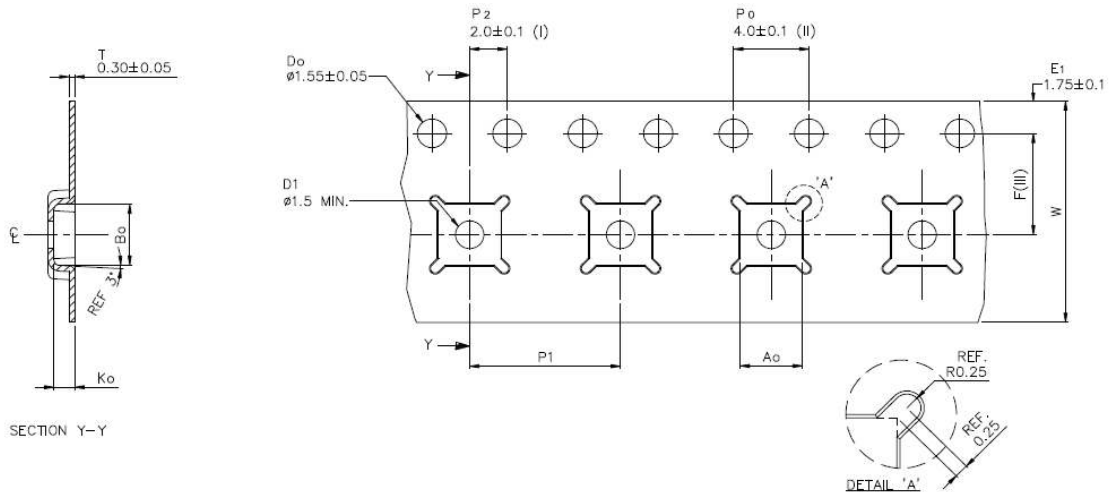 T
0.30±0.05
P2
2.0±0.1 (I)
P0
4.0±0.1 (II)
E1
1.75±0.1
Do
ø1.55±0.05
Y
D1
ø1.5 MIN.
'A'
F(III)
W
℄
Bo
REF 3°
Ko
Y
P1
Ao
SECTION Y-Y
REF.
R0.25
REF.
0.25
DETAIL 'A'